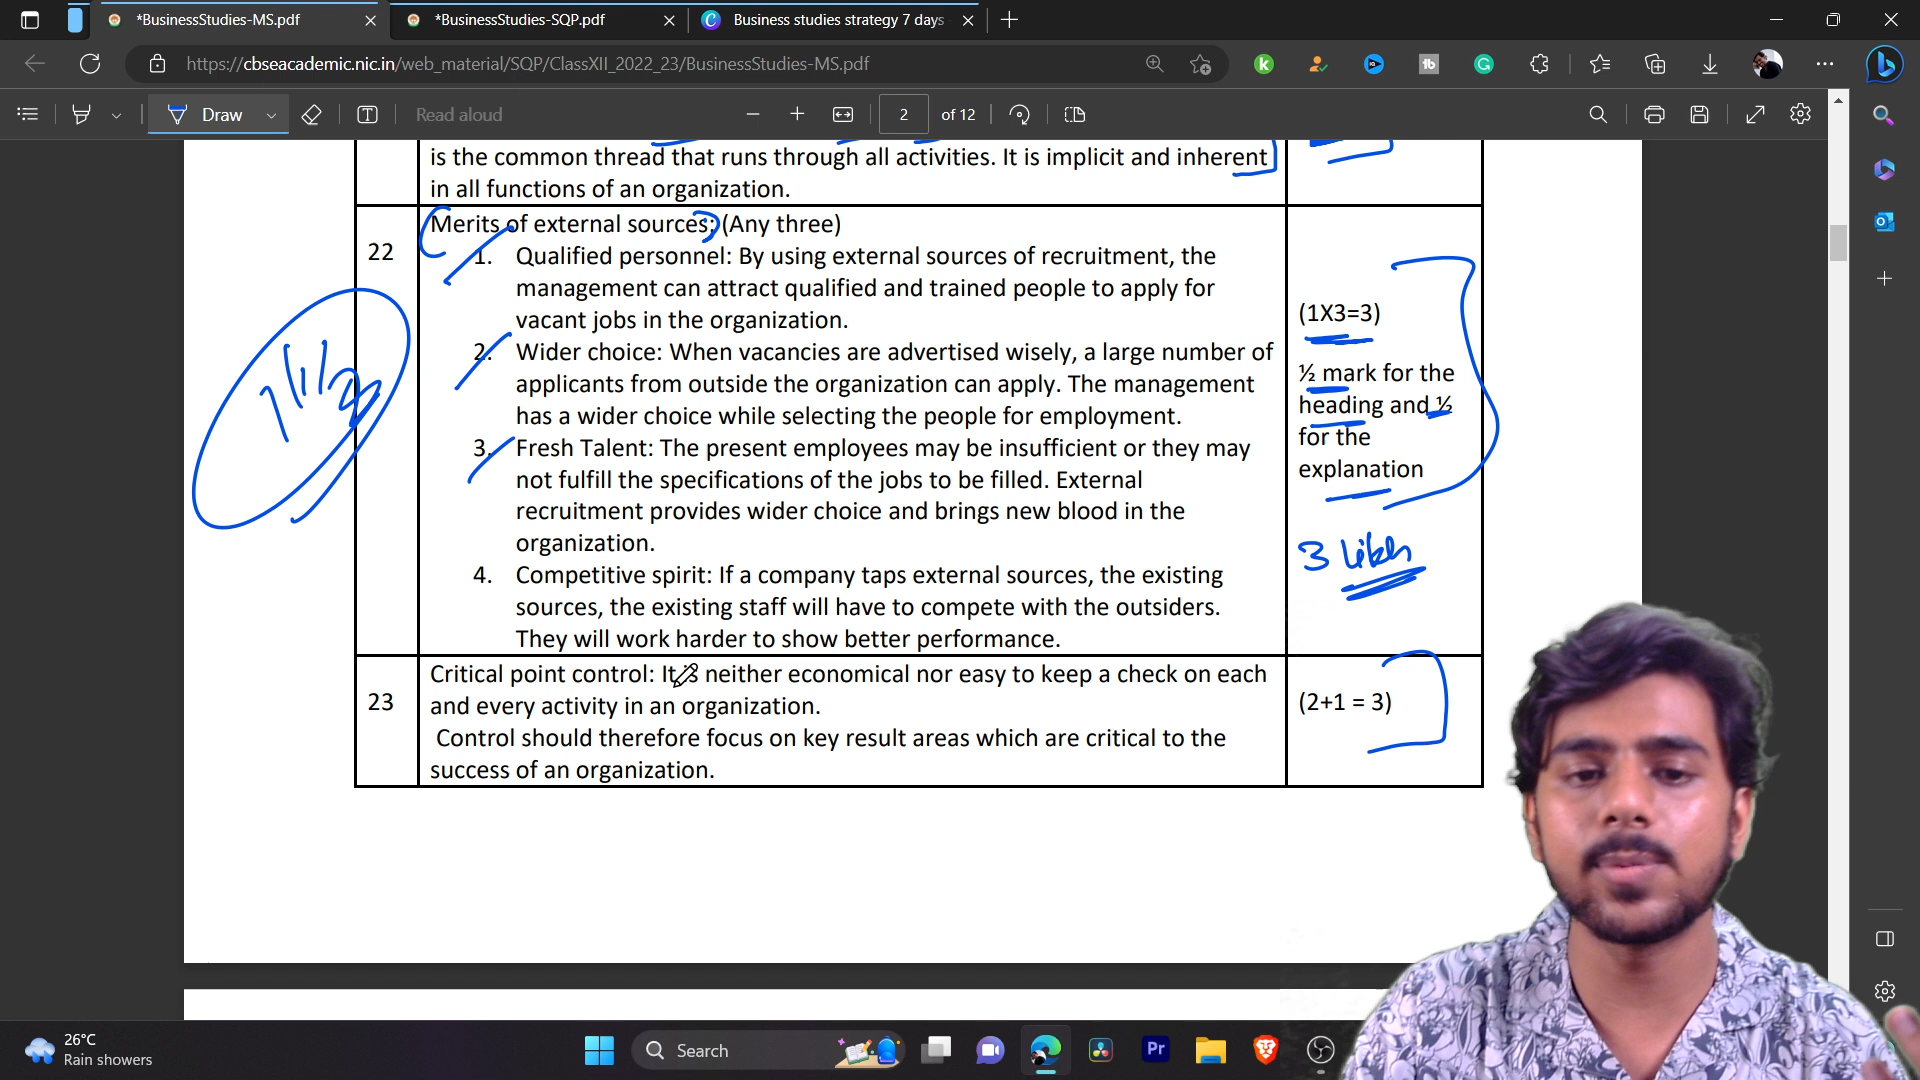 *BusinessStudies-MS.pdf
*BusinessStudies-SQP.pdf
Business studies strategy 7 days
https://cbseacademic.nic.in/web_material/SQP/ClassXII_2022_23/BusinessStudies-MS.pdf
Draw
Read aloud
2
of 12
is the common thread that runs through all activities. It is implicit and inherent
in all functions of an organization.
22
Merits of external sources; (Any three)
1. Qualified personnel: By using external sources of recruitment, the
management can attract qualified and trained people to apply for
vacant jobs in the organization.
2. Wider choice: When vacancies are advertised wisely, a large number of
applicants from outside the organization can apply. The management
has a wider choice while selecting the people for employment.
3. Fresh Talent: The present employees may be insufficient or they may
not fulfill the specifications of the jobs to be filled. External
recruitment provides wider choice and brings new blood in the
organization.
4. Competitive spirit: If a company taps external sources, the existing
sources, the existing staff will have to compete with the outsiders.
They will work harder to show better performance.
(1X3=3)
½ mark for the
heading and ½
for the
explanation
3
23
Critical point control: It is neither economical nor easy to keep a check on each
and every activity in an organization.
Control should therefore focus on key result areas which are critical to the
success of an organization.
(2+1 = 3)
26°C
Rain showers
Search
Pr